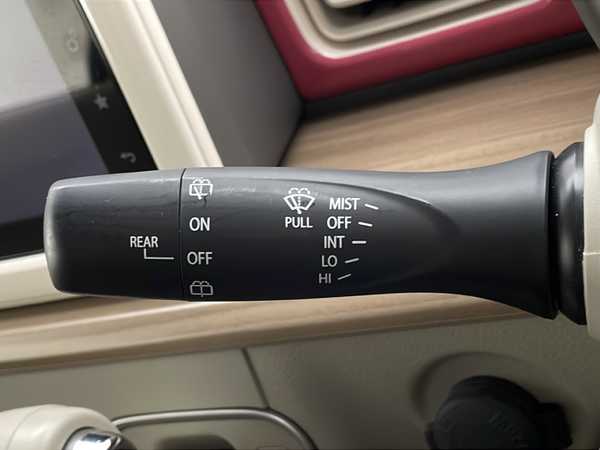 ON
REAR
OFF
PULL
MIST
OFF
INT
LO
HI